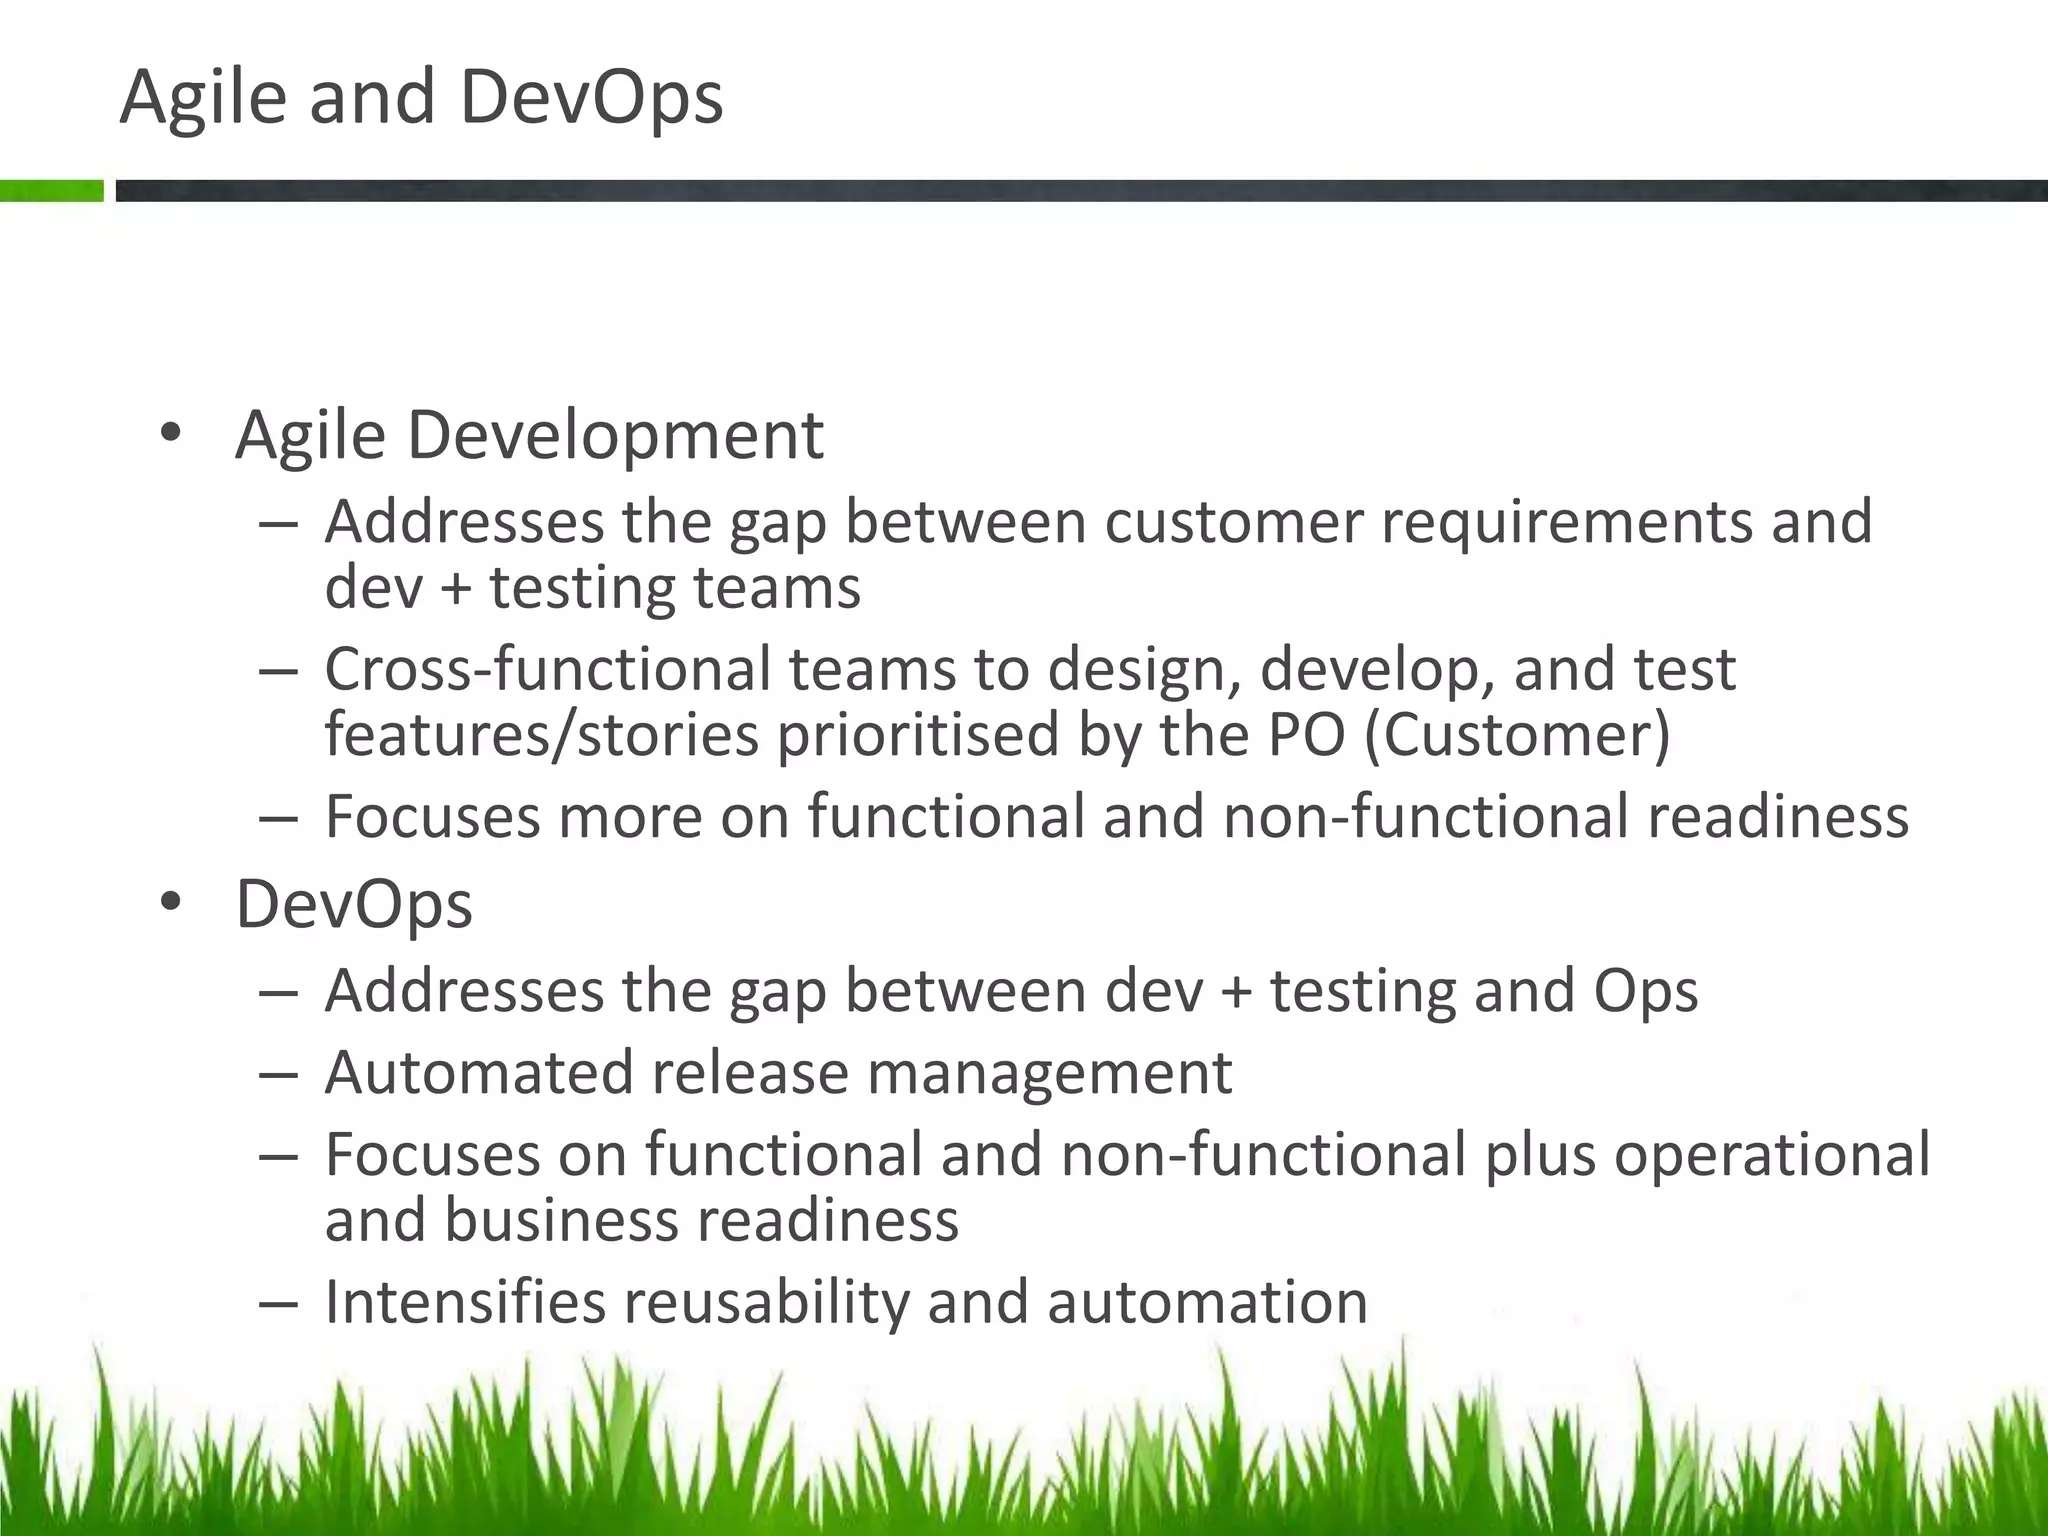 Agile and DevOps
• Agile Development
– Addresses the gap between customer requirements and
dev + testing teams
– Cross-functional teams to design, develop, and test
features/stories prioritised by the PO (Customer)
– Focuses more on functional and non-functional readiness
• DevOps
– Addresses the gap between dev + testing and Ops
– Automated release management
– Focuses on functional and non-functional plus operational
and business readiness
– Intensifies reusability and automation